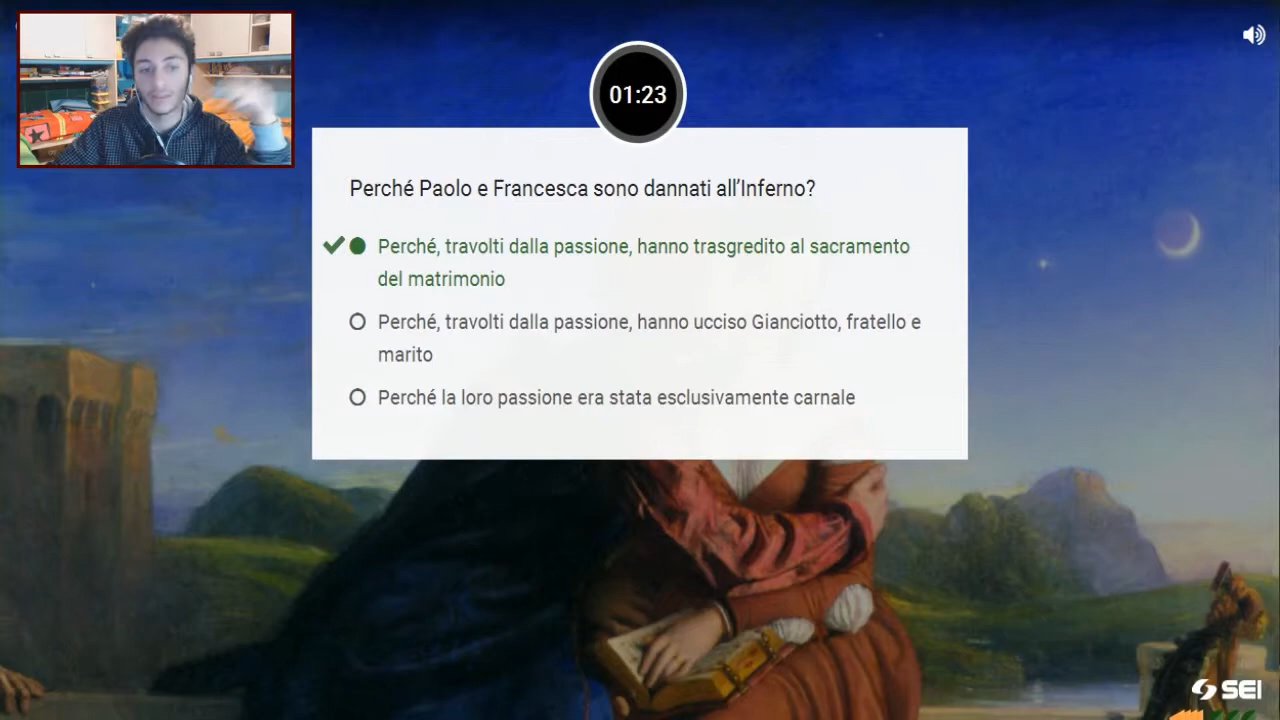 01:23
Perché Paolo e Francesca sono dannati all’Inferno?
Perché, travolti dalla passione, hanno trasgredito al sacramento
del matrimonio
Perché, travolti dalla passione, hanno ucciso Gianciotto, fratello e
marito
Perché la loro passione era stata esclusivamente carnale
SEI